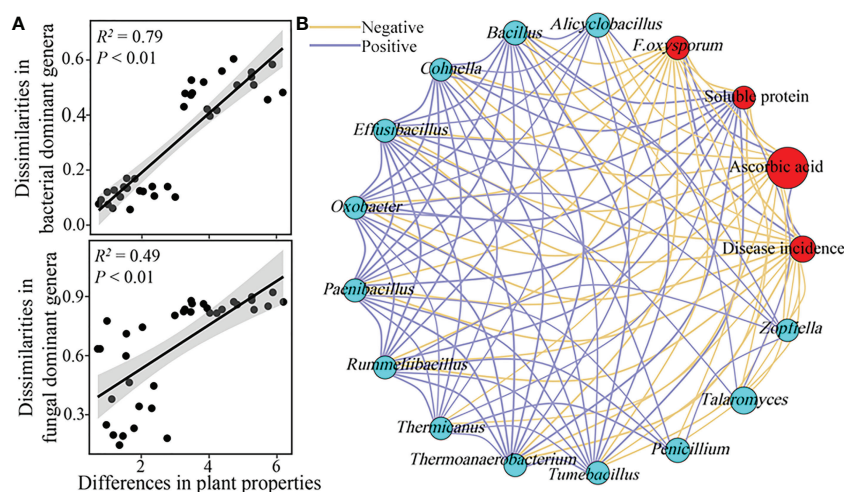 A
R² = 0.79
P < 0.01
Dissimilarities in
bacterial dominant genera
0.6
0.4
0.2
0.0
R² = 0.49
P < 0.01
Dissimilarities in
fungal dominant genera
0.9
0.6
0.3
2
4
6
Differences in plant properties
B
Negative
Positive
Bacillus
Alicyclobacillus
F.oxysporum
Soluble protein
Ascorbic acid
Disease incidence
Zopfiella
Talaromyces
Penicillium
Tumebacillus
Thermoanaerobacterium
Thermicanus
Rummeliibacillus
Paenibacillus
Oxobacter
Effusibacillus
Cohnella